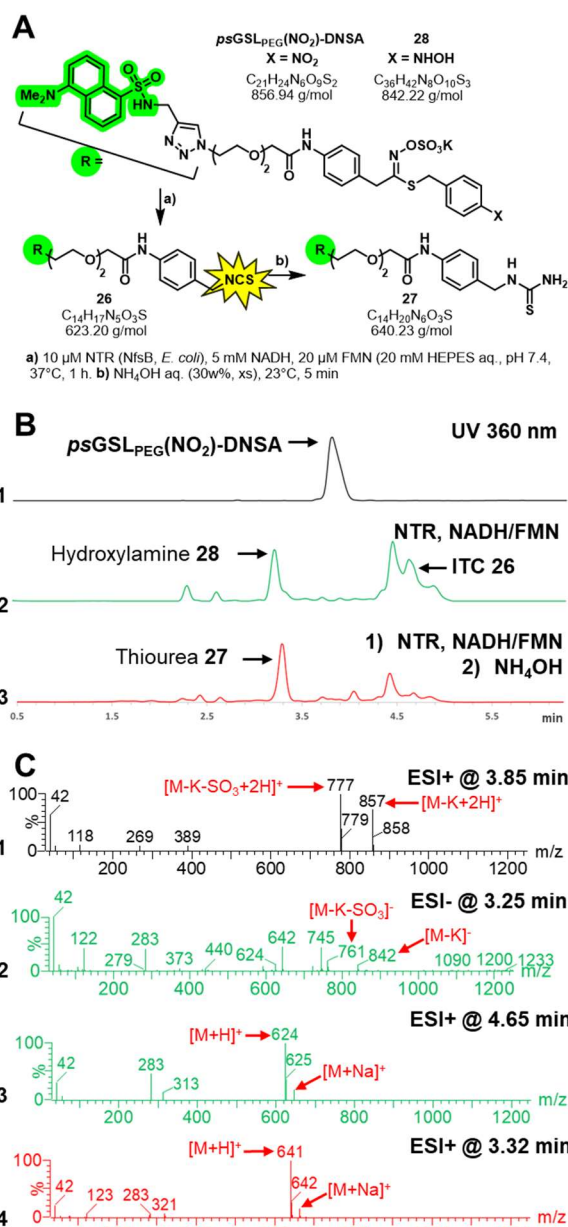 A
psGSLPEG(NO2)-DNSA 28
X = NO2 X = NHOH
C21H24N6O9S2 C36H42N8O10S3
856.94 g/mol 842.22 g/mol
O O
S
Me2N HN
R =
N=N N
( O )2 O
H
N
N OSO3K
S
X
a)
R ( O )2 O H N NCS
b)
R ( O )2 O H N H N NH2 S
26 27
C14H17N5O3S C14H20N6O3S
623.20 g/mol 640.23 g/mol
a) 10 µM NTR (NfsB, E. coli), 5 mM NADH, 20 µM FMN (20 mM HEPES aq., pH 7.4,
37°C, 1 h. b) NH4OH aq. (30w%, xs), 23°C, 5 min
B
psGSLPEG(NO2)-DNSA UV 360 nm
1
NTR, NADH/FMN
Hydroxylamine 28 ITC 26
2
1) NTR, NADH/FMN
Thiourea 27 2) NH4OH
3
0.5 1.5 2.5 3.5 4.5 5.5 min
C
ESI+ @ 3.85 min
[M-K-SO3+2H]+ 777 857 [M-K+2H]+
100 42 779 858
% 118 269 389
1 0
200 400 600 800 1000 1200 m/z
ESI- @ 3.25 min
[M-K-SO3]-
[M-K]-
100 42
% 122 279 283 373 440 624 642 745 761 842 1090 1200 1233
2 0
200 400 600 800 1000 1200 m/z
ESI+ @ 4.65 min
[M+H]+ 624
100 42 283 313 625 [M+Na]+
%
3 0
200 400 600 800 1000 1200 m/z
ESI+ @ 3.32 min
[M+H]+ 641
100 42 123 283 321 642 [M+Na]+
%
4 0
200 400 600 800 1000 1200 m/z